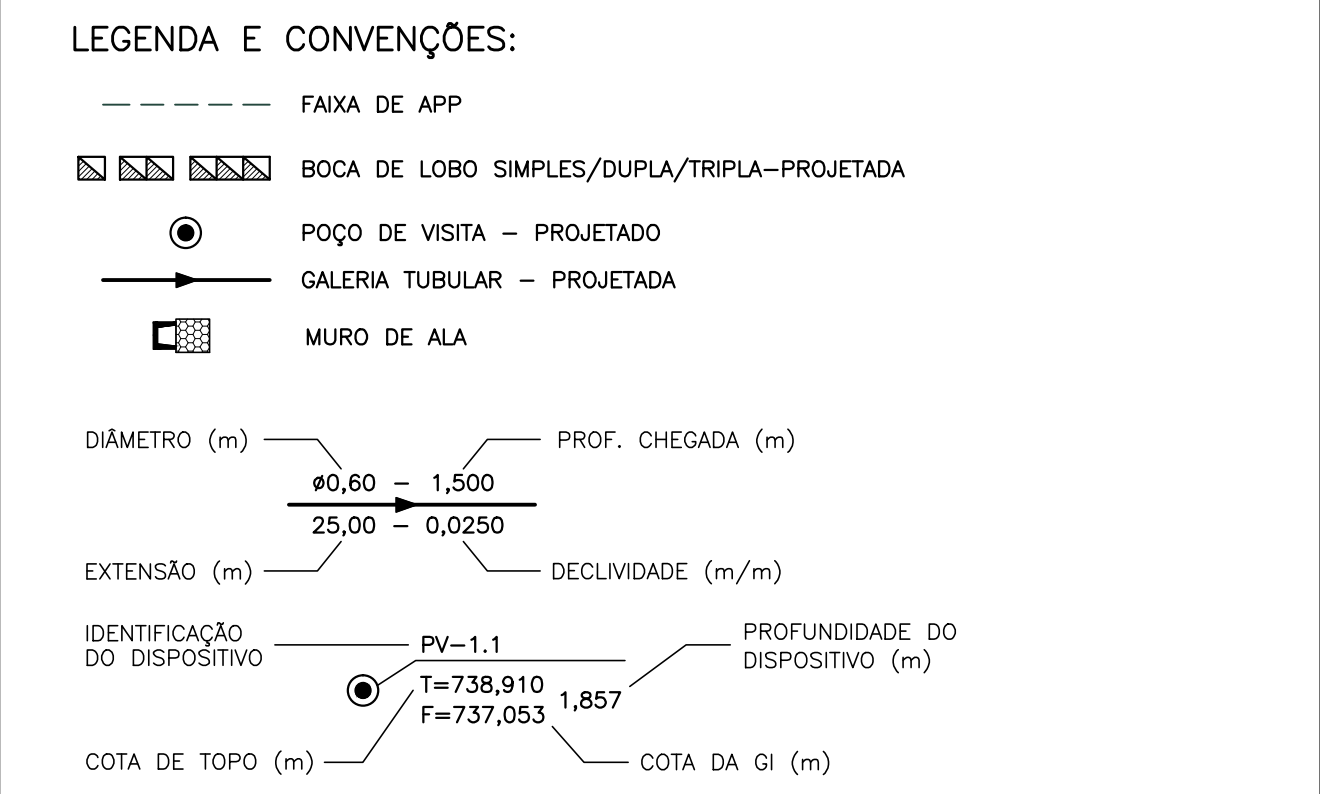 LEGENDA E CONVENÇÕES:
FAIXA DE APP
BOCA DE LOBO SIMPLES/DUPLA/TRIPLA-PROJETADA
POÇO DE VISITA - PROJETADO
GALERIA TUBULAR - PROJETADA
MURO DE ALA
DIÂMETRO (m)
PROF. CHEGADA (m)
ø0,60 - 1,500
25,00 - 0,0250
EXTENSÃO (m)
DECLIVIDADE (m/m)
IDENTIFICAÇÃO
DO DISPOSITIVO
PV-1.1
PROFUNDIDADE DO
DISPOSITIVO (m)
T=738,910
1,857
F=737,053
COTA DE TOPO (m)
COTA DA GI (m)